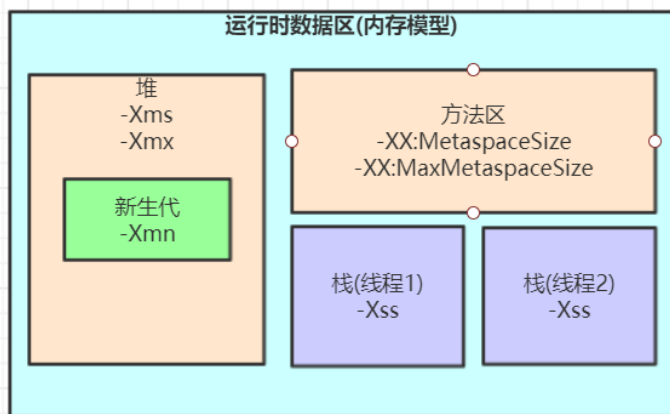 运行时数据区(内存模型)
堆
-Xms
-Xmx
新生代
-Xmn
方法区
-XX:MetaspaceSize
-XX:MaxMetaspaceSize
栈(线程1)
-Xss
栈(线程2)
-Xss